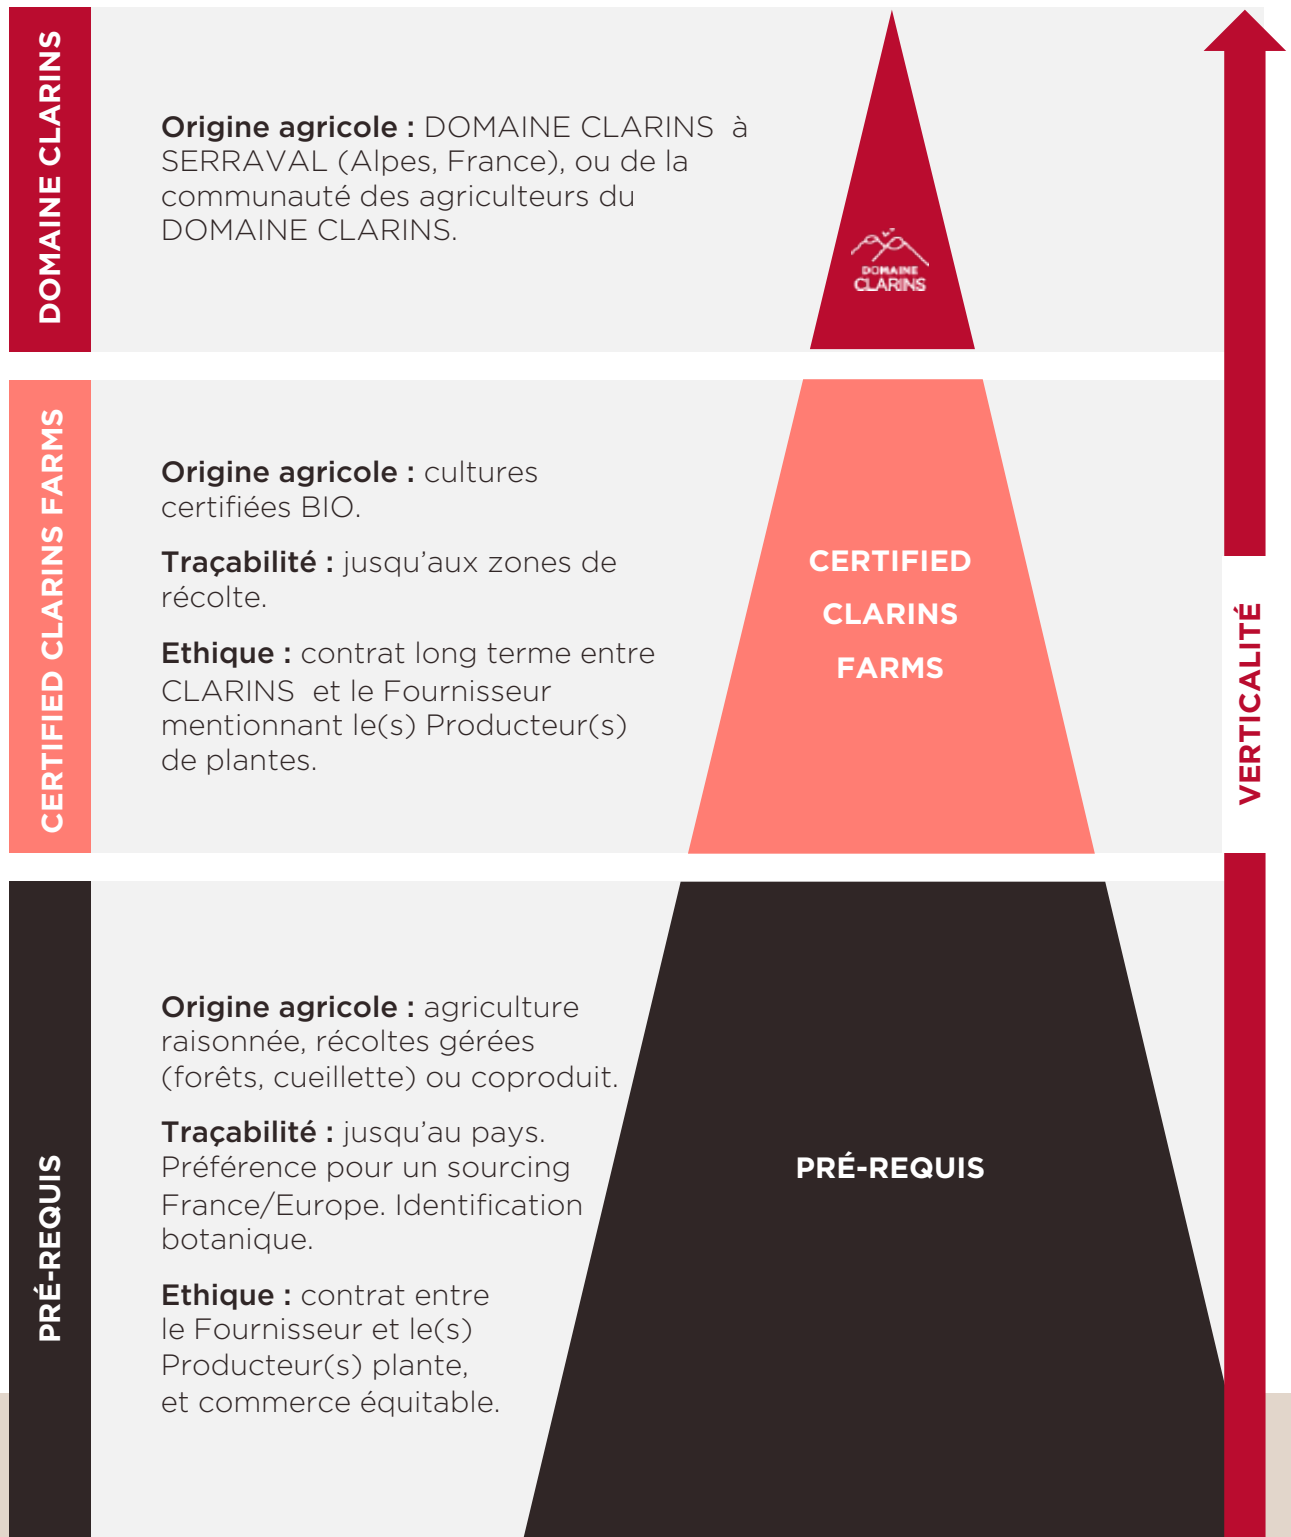 DOMAINE CLARINS
Origine agricole : DOMAINE CLARINS à
SERRAVAL (Alpes, France), ou de la
communauté des agriculteurs du
DOMAINE CLARINS.
DOMAINE
CLARINS
CERTIFIED CLARINS FARMS
Origine agricole : cultures
certifiées BIO.
Traçabilité : jusqu’aux zones de
récolte.
Ethique : contrat long terme entre
CLARINS et le Fournisseur
mentionnant le(s) Producteur(s)
de plantes.
CERTIFIED
CLARINS
FARMS
VERTICALITÉ
PRÉ-REQUIS
Origine agricole : agriculture
raisonnée, récoltes gérées
(forêts, cueillette) ou coproduit.
Traçabilité : jusqu’au pays.
Préférence pour un sourcing
France/Europe. Identification
botanique.
Ethique : contrat entre
le Fournisseur et le(s)
Producteur(s) plante,
et commerce équitable.
PRÉ-REQUIS